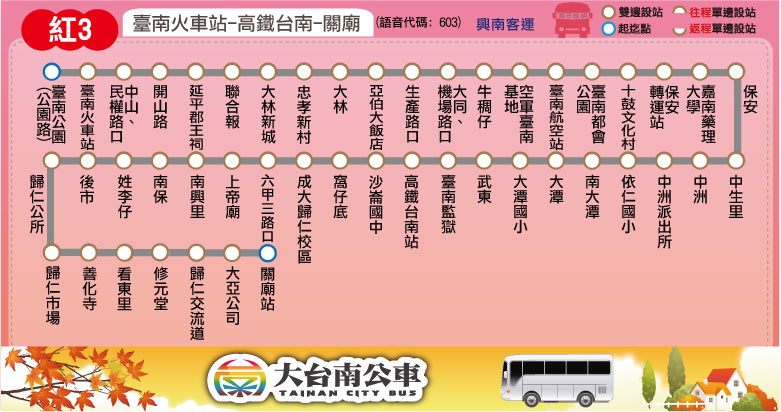 紅3
臺南火車站-高鐵台南-關廟
(語音代碼: 603)
興南客運
雙邊設站
往程單邊設站
起迄點
返程單邊設站
臺南公園
(公園路)
臺南火車站
中山、
民權路口
開山路
延平郡王祠
聯合報
大林新城
忠孝新村
大林
亞伯大飯店
生產路口
大同、
機場路口
牛稠仔
空軍臺南
基地
臺南航空站
臺南都會
公園
十鼓文化村
保安
轉運站
嘉南藥理
大學
保安
歸仁公所
後市
姓李仔
南保
南興里
上帝廟
六甲三路口
成大歸仁校區
窩仔底
沙崙國中
高鐵台南站
臺南監獄
武東
大潭國小
大潭
南大潭
依仁國小
中洲派出所
中洲
中生里
歸仁市場
善化寺
看東里
修元堂
歸仁交流道
大亞公司
關廟站
大台南公車
TAINAN CITY BUS